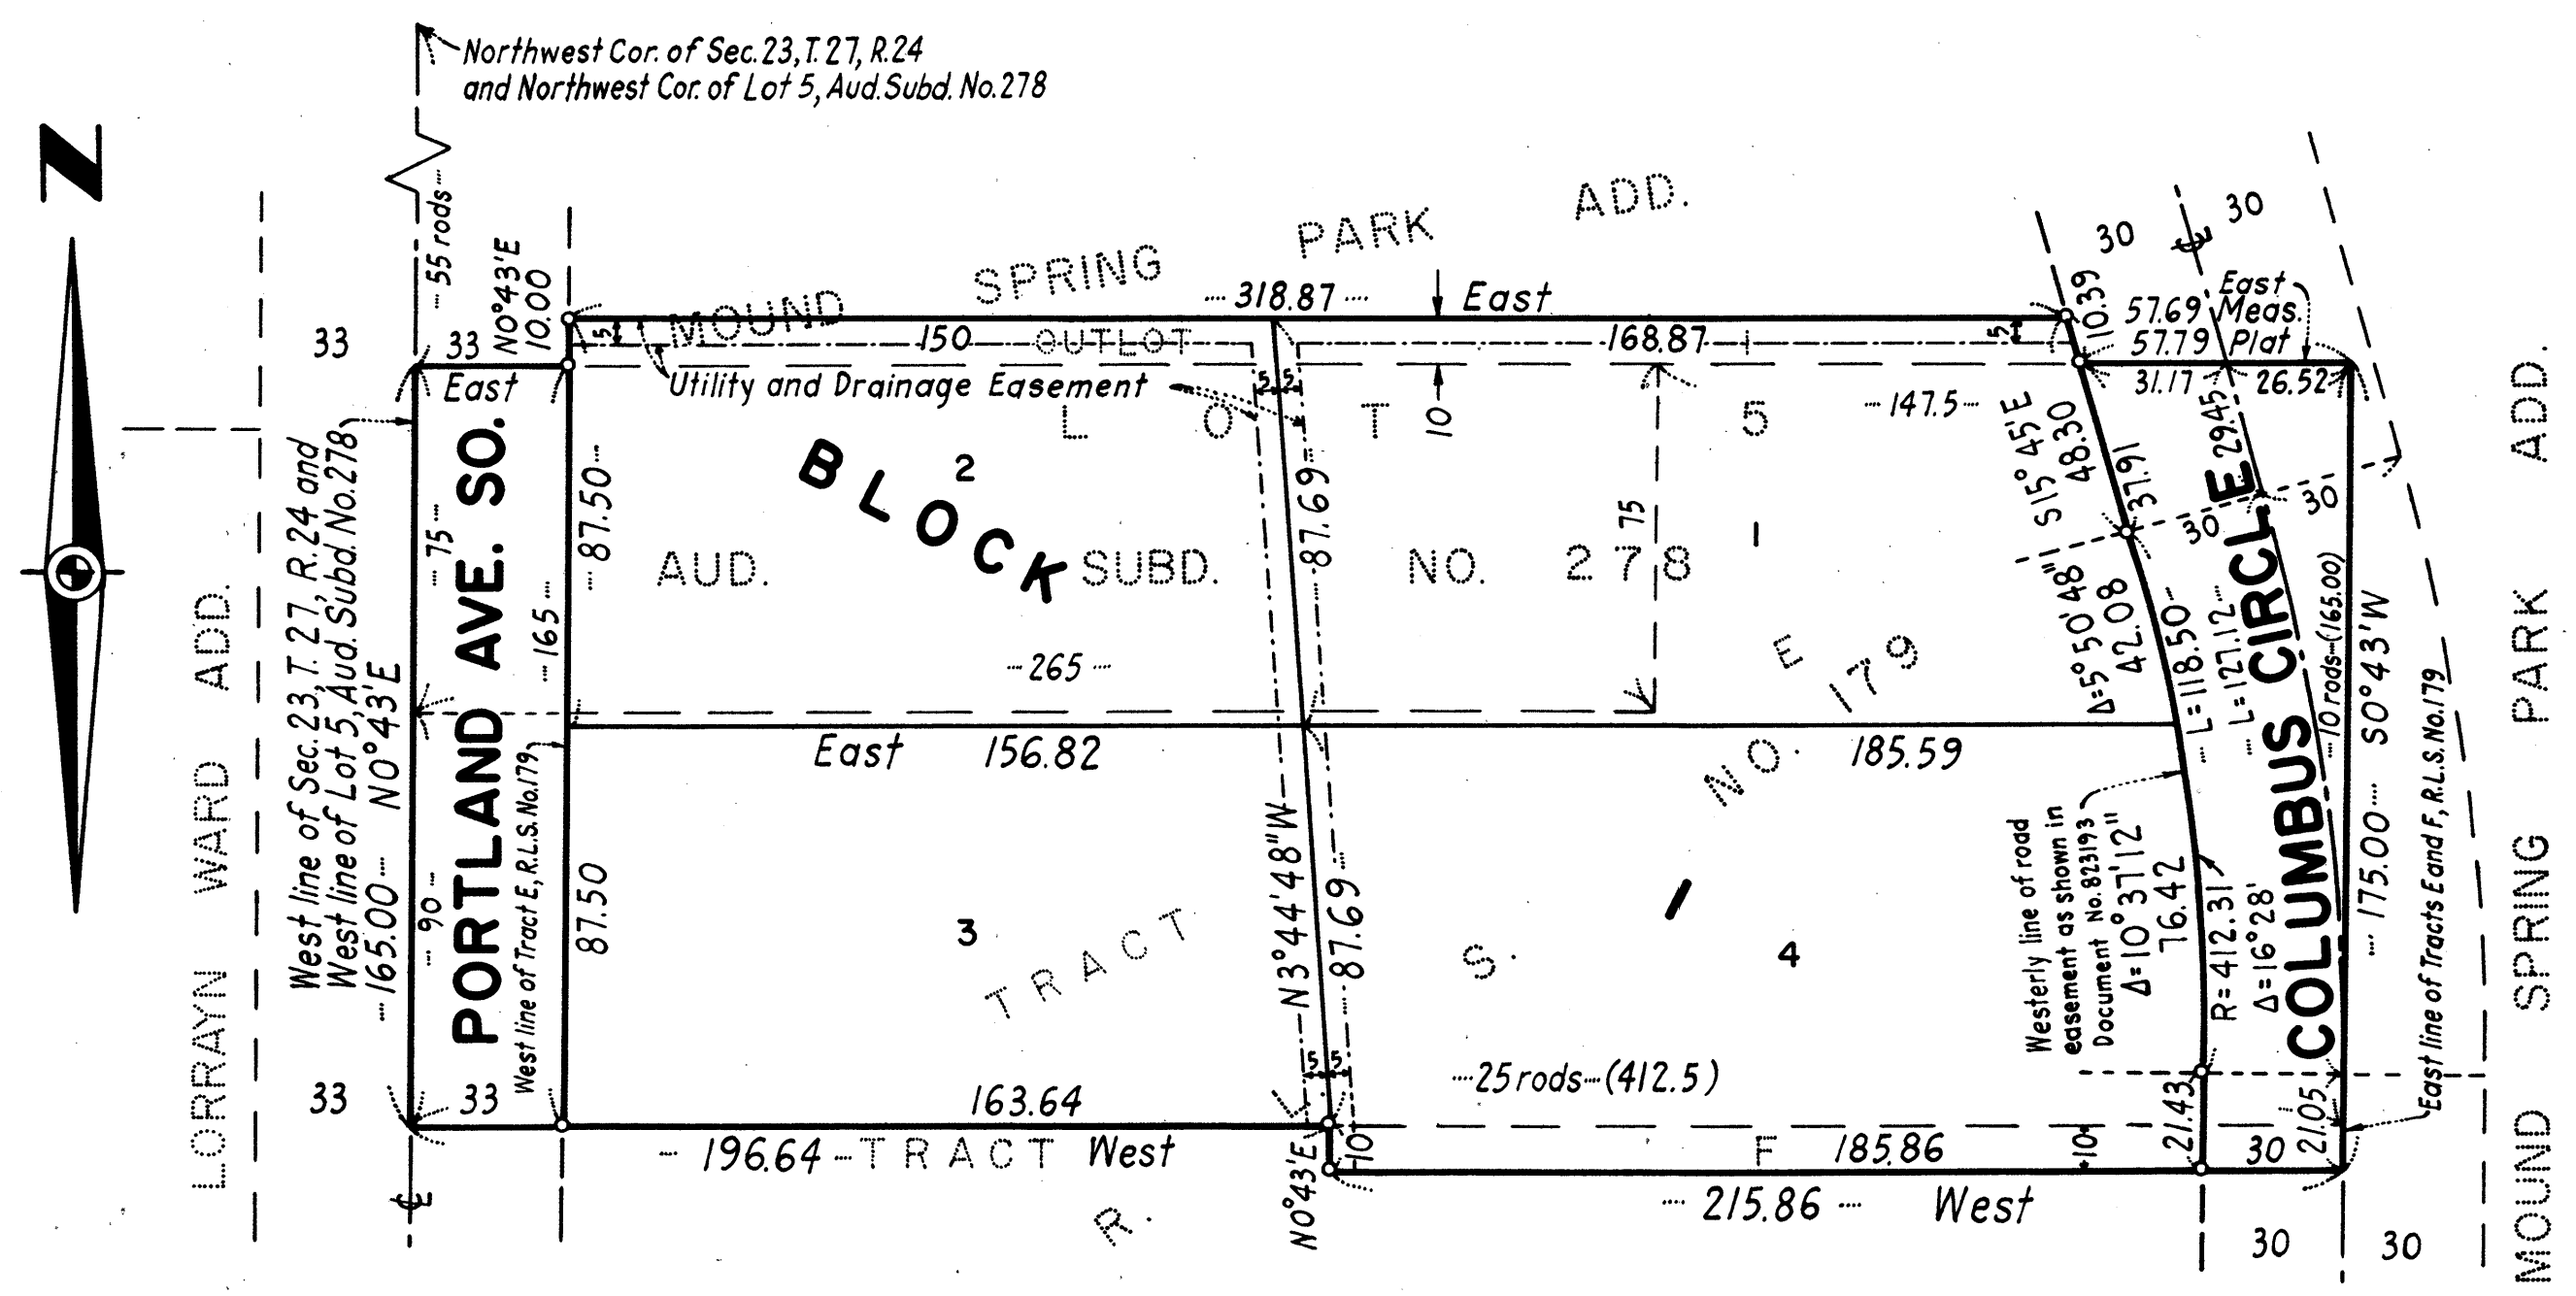 Northwest Cor. of Sec. 23, T. 27, R. 24
and Northwest Cor. of Lot 5, Aud. Subd. No. 278
N
55 rods
N0°43'E
10.00
MOUND SPRING PARK ADD.
318.87
East
30
30
10.39
East
57.69 Meas.
57.79 Plat
33
33
East
5
150
OUTLOT 1
168.87
5
31.17
26.52
Utility and Drainage Easement
5
5
10
LOT 5
147.5
S15°45'E
48.30
37.91
29.45
30
30
West line of Sec. 23, T. 27, R. 24 and
West line of Lot 5, Aud. Subd. No. 278
165.00
N0°43'E
75
90
PORTLAND AVE. SO.
165
West line of Tract E, R.L.S. No. 179
87.50
87.50
BLOCK 1
2
AUD. SUBD. NO. 278
1
75
87.69
265
East
156.82
185.59
TRACT E
R. L. S. NO. 179
3
4
N3°44'48"W
87.69
Δ=5°50'48"
42.08
L=118.50
L=127.12
COLUMBUS CIRCLE
10 rods (165.00)
175.00
S0°43'W
East line of Tracts E and F, R.L.S. No. 179
Westerly line of road
easement as shown in
Document No. 823193
Δ=10°37'12"
76.42
R=412.31
Δ=16°28'
LORRAYN WARD ADD.
MOUND SPRING PARK ADD.
33
33
163.64
5
5
25 rods (412.5)
21.43
21.05
196.64
TRACT F
West
N0°43'E
10
185.86
10
30
215.86
West
30
30